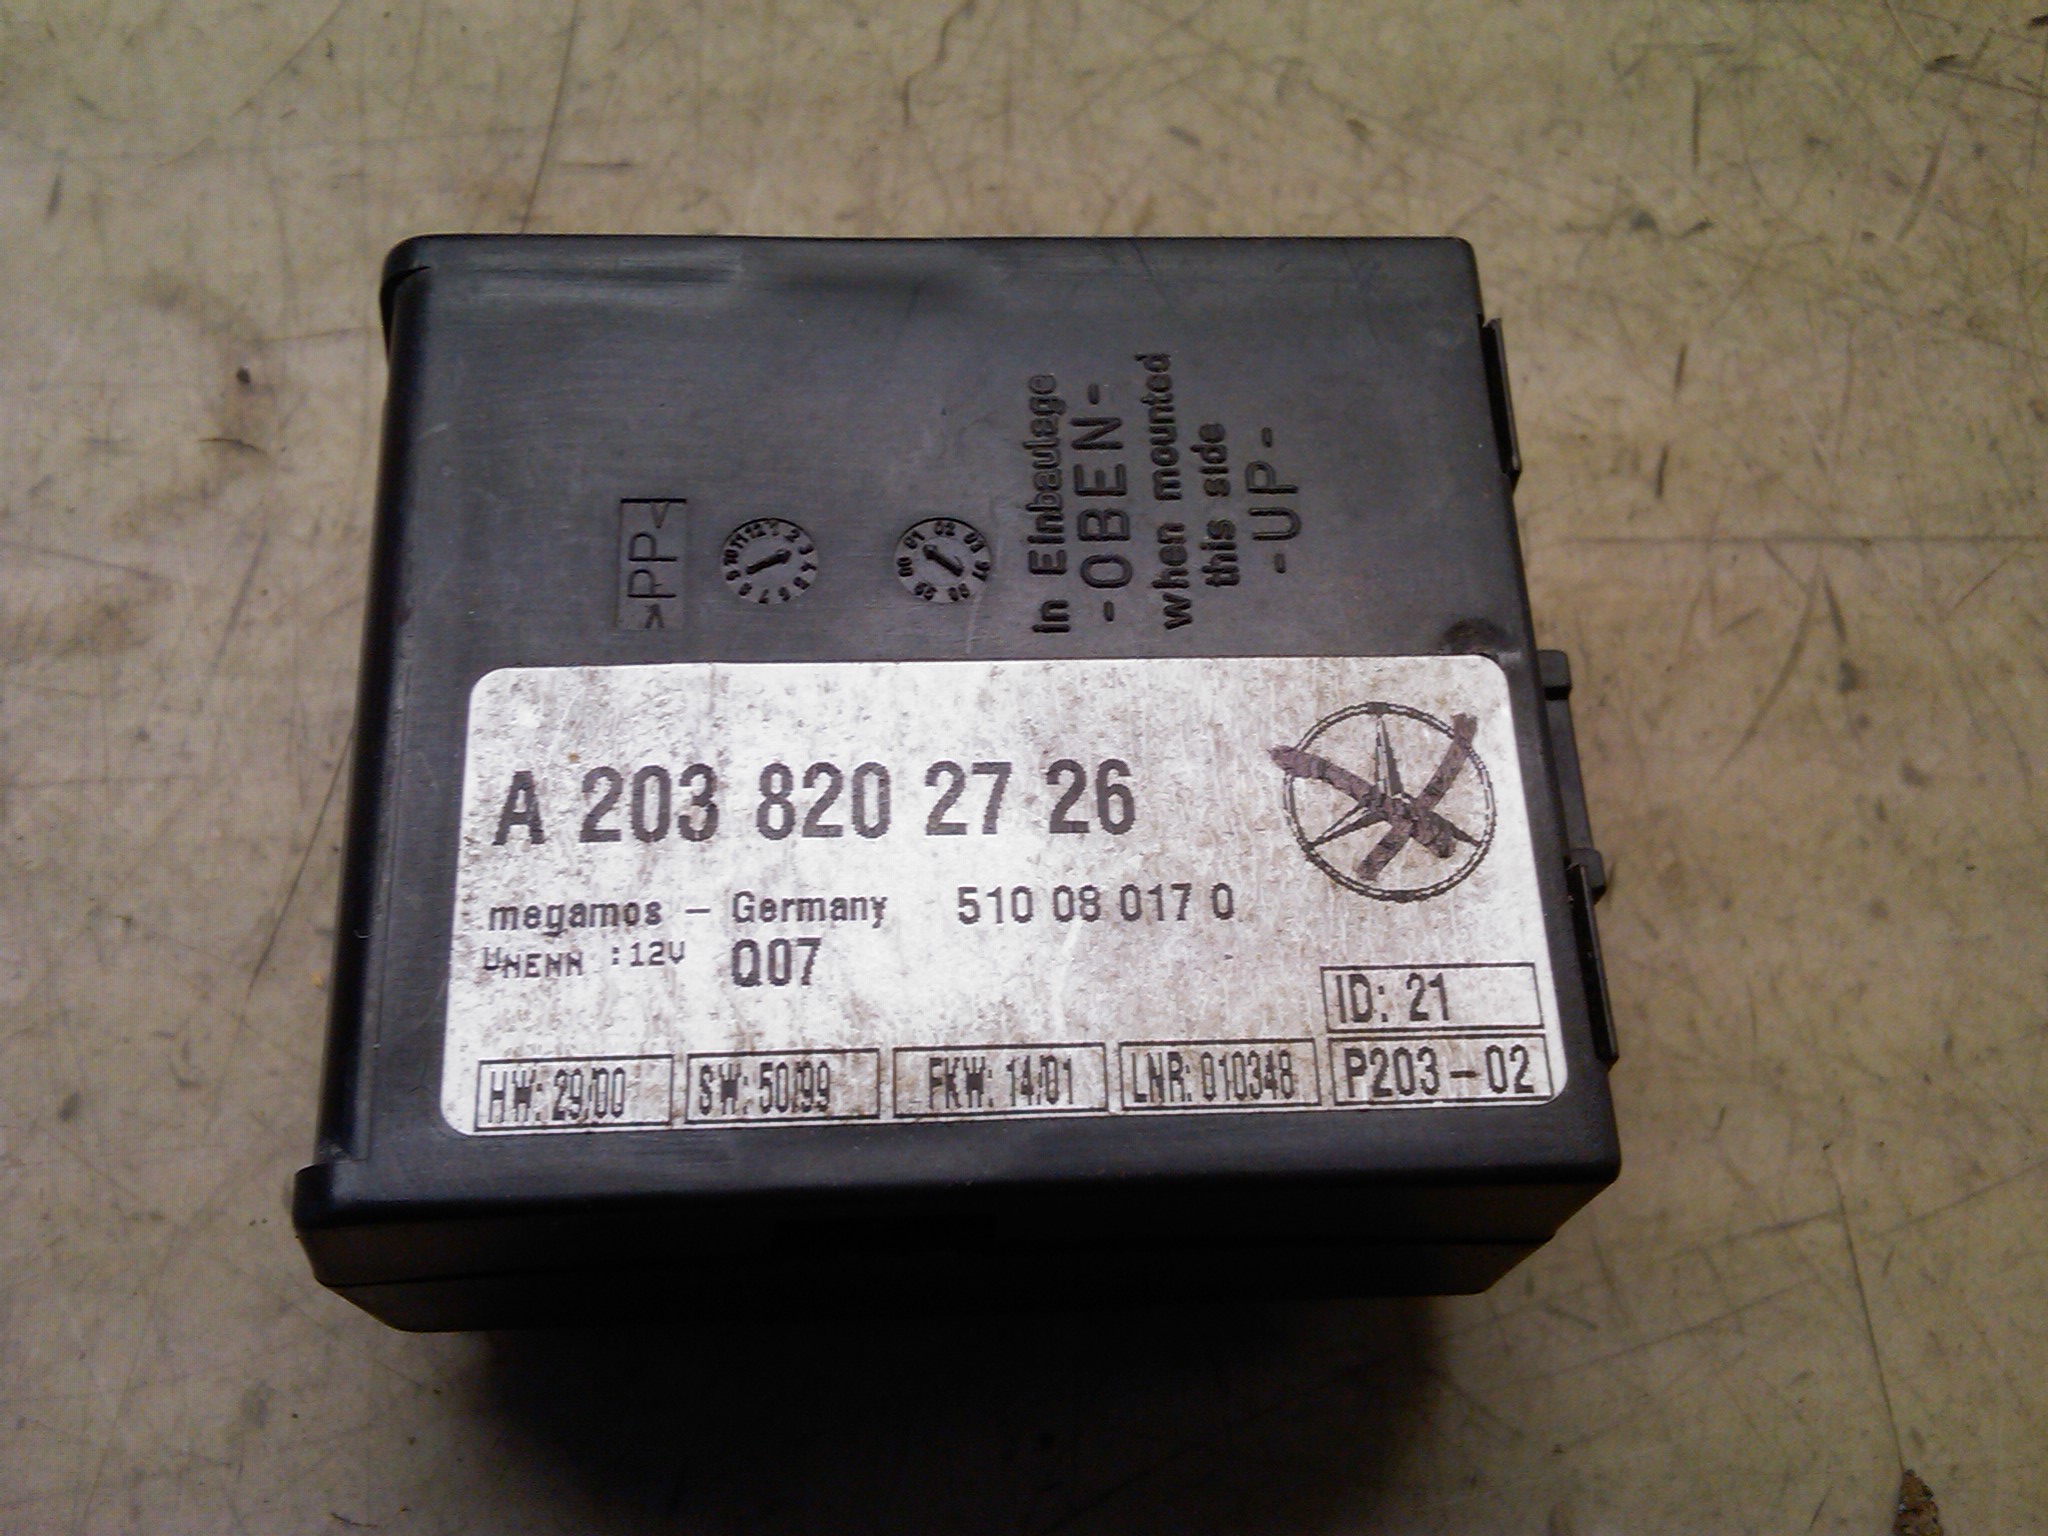 >PP<
in Einbaulage
-OBEN-
when mounted
this side
-UP-
A 203 820 27 26
megamos - Germany 510 08 017 0
UNENN :12V Q07
ID: 21
HW: 29/00 SW: 50/99 FKW: 14/01 LNR: 010348 P203-02